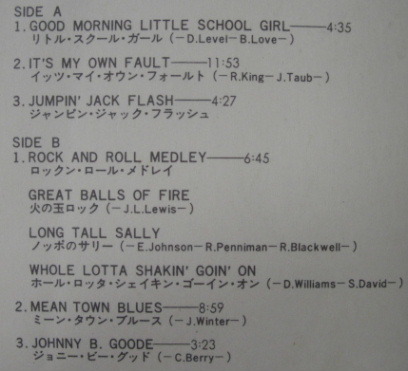 SIDE A
1. GOOD MORNING LITTLE SCHOOL GIRL——4:35
リトル・スクール・ガール（−D.Level−B.Love−）
2. IT'S MY OWN FAULT——11:53
イッツ・マイ・オウン・フォールト（−R.King−J.Taub−）
3. JUMPIN' JACK FLASH——4:27
ジャンピン・ジャック・フラッシュ
SIDE B
1. ROCK AND ROLL MEDLEY——6:45
ロックン・ロール・メドレイ
GREAT BALLS OF FIRE
火の玉ロック（−J.L.Lewis−）
LONG TALL SALLY
ノッポのサリー（−E.Johnson−R.Penniman−R.Blackwell−）
WHOLE LOTTA SHAKIN' GOIN' ON
ホール・ロッタ・シェイキン・ゴーイン・オン（−D.Williams−S.David−）
2. MEAN TOWN BLUES——8:59
ミーン・タウン・ブルース（−J.Winter−）
3. JOHNNY B. GOODE——3:23
ジョニー・ビー・グッド（−C.Berry−）